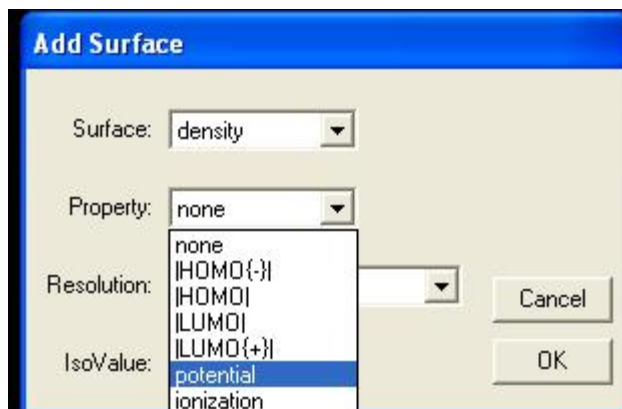 Add Surface
Surface: density
Property: none
none
|HOMO{-}|
|HOMO|
Resolution:
|LUMO|
Cancel
|LUMO{+}|
IsoValue:
potential
OK
ionization